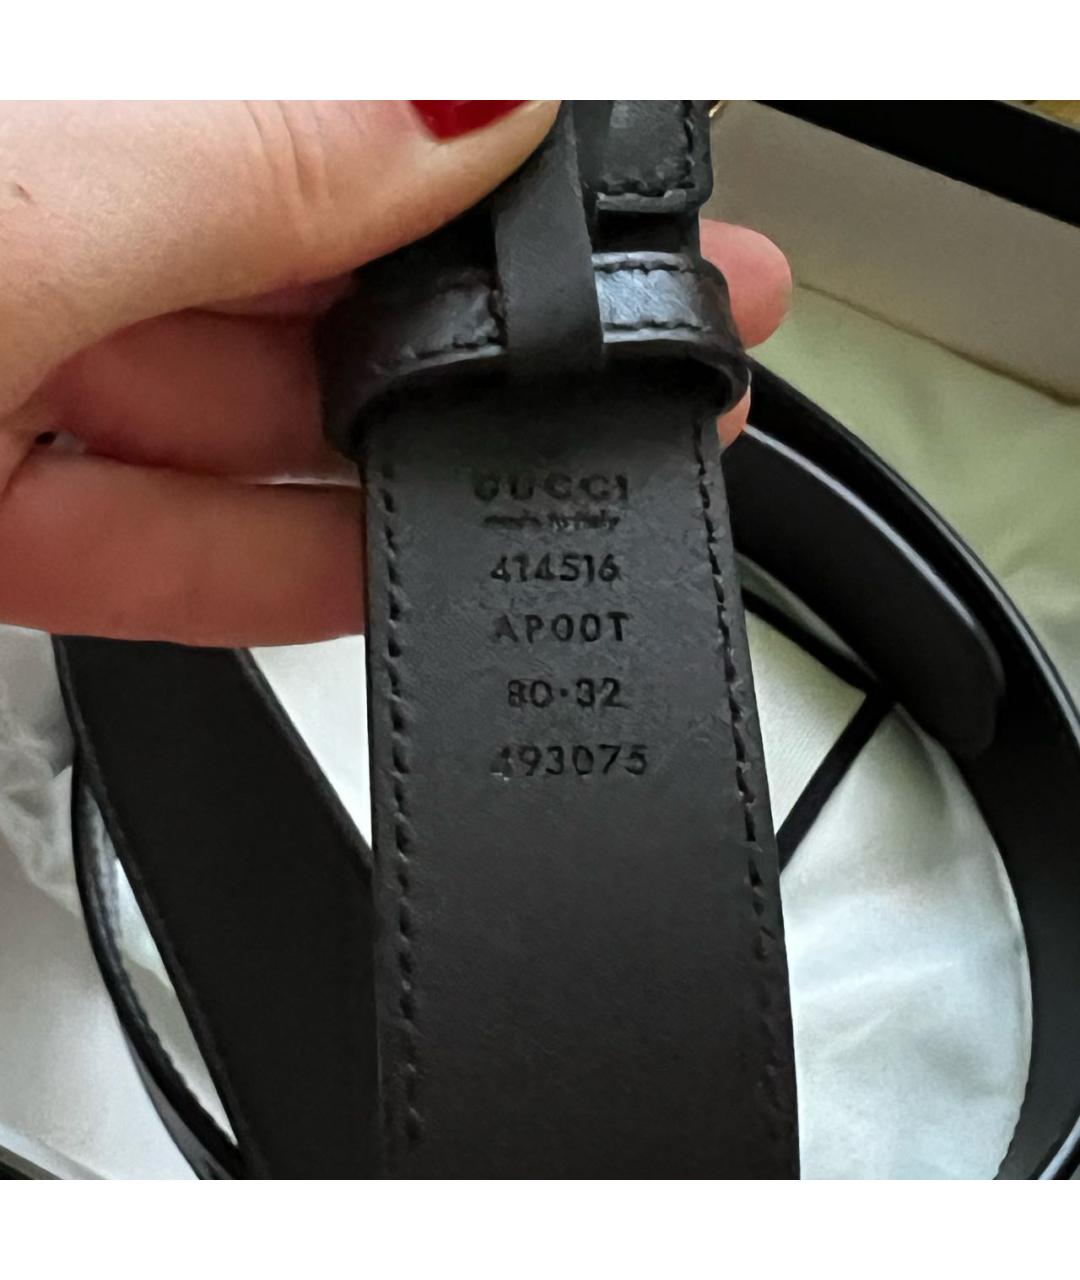 GUCCI
made in italy
414516
AP00T
80·32
493075